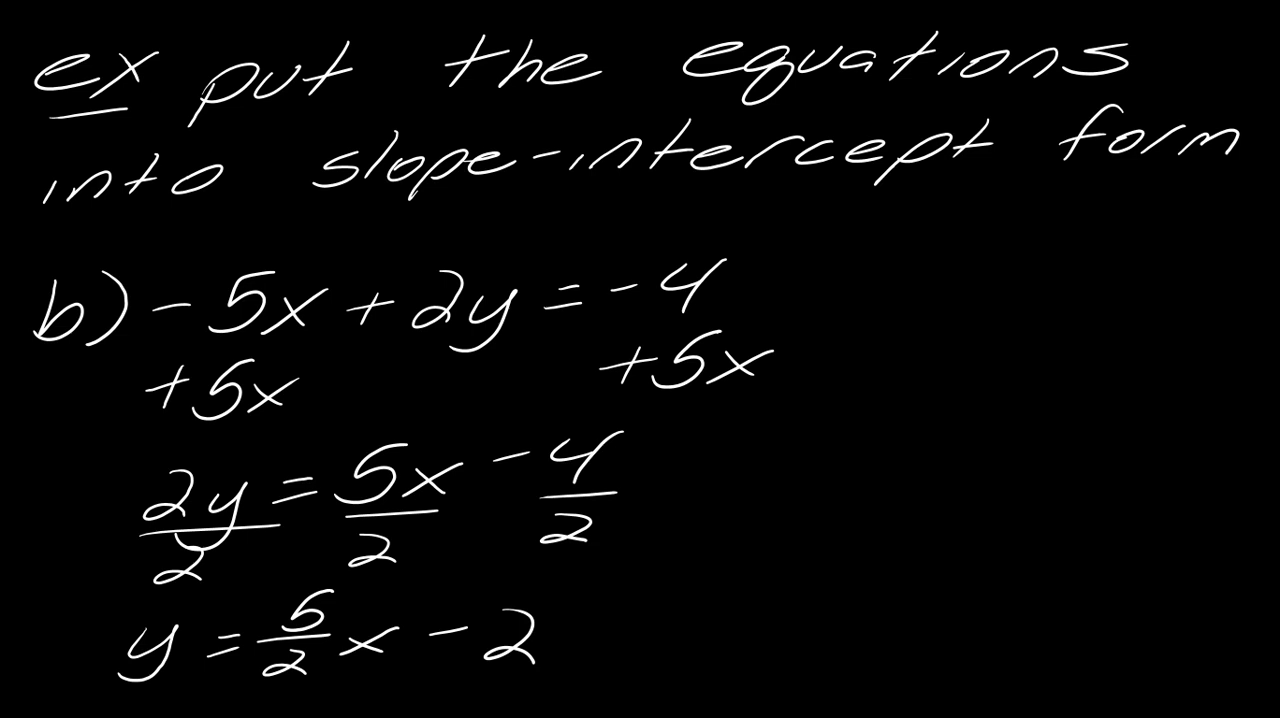 ex put the equations
into slope-intercept form
b) -5x + 2y = -4
+5x +5x
2y/2 = 5x/2 - 4/2
y = 5/2 x - 2